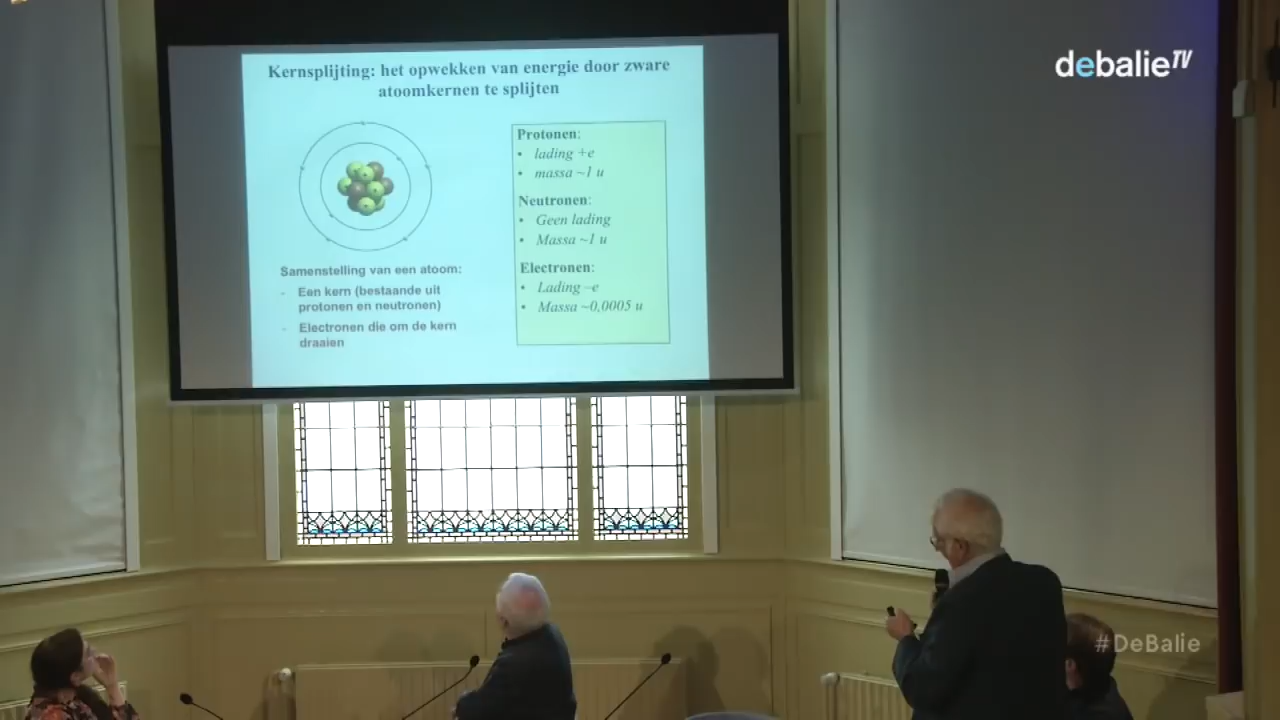 Kernsplijting: het opwekken van energie door zware
atoomkernen te splijten
Samenstelling van een atoom:
- Een kern (bestaande uit
protonen en neutronen)
- Electronen die om de kern
draaien
Protonen:
• lading +e
• massa ~1 u
Neutronen:
• Geen lading
• Massa ~1 u
Electronen:
• Lading –e
• Massa ~0,0005 u
debalieTV
#DeBalie